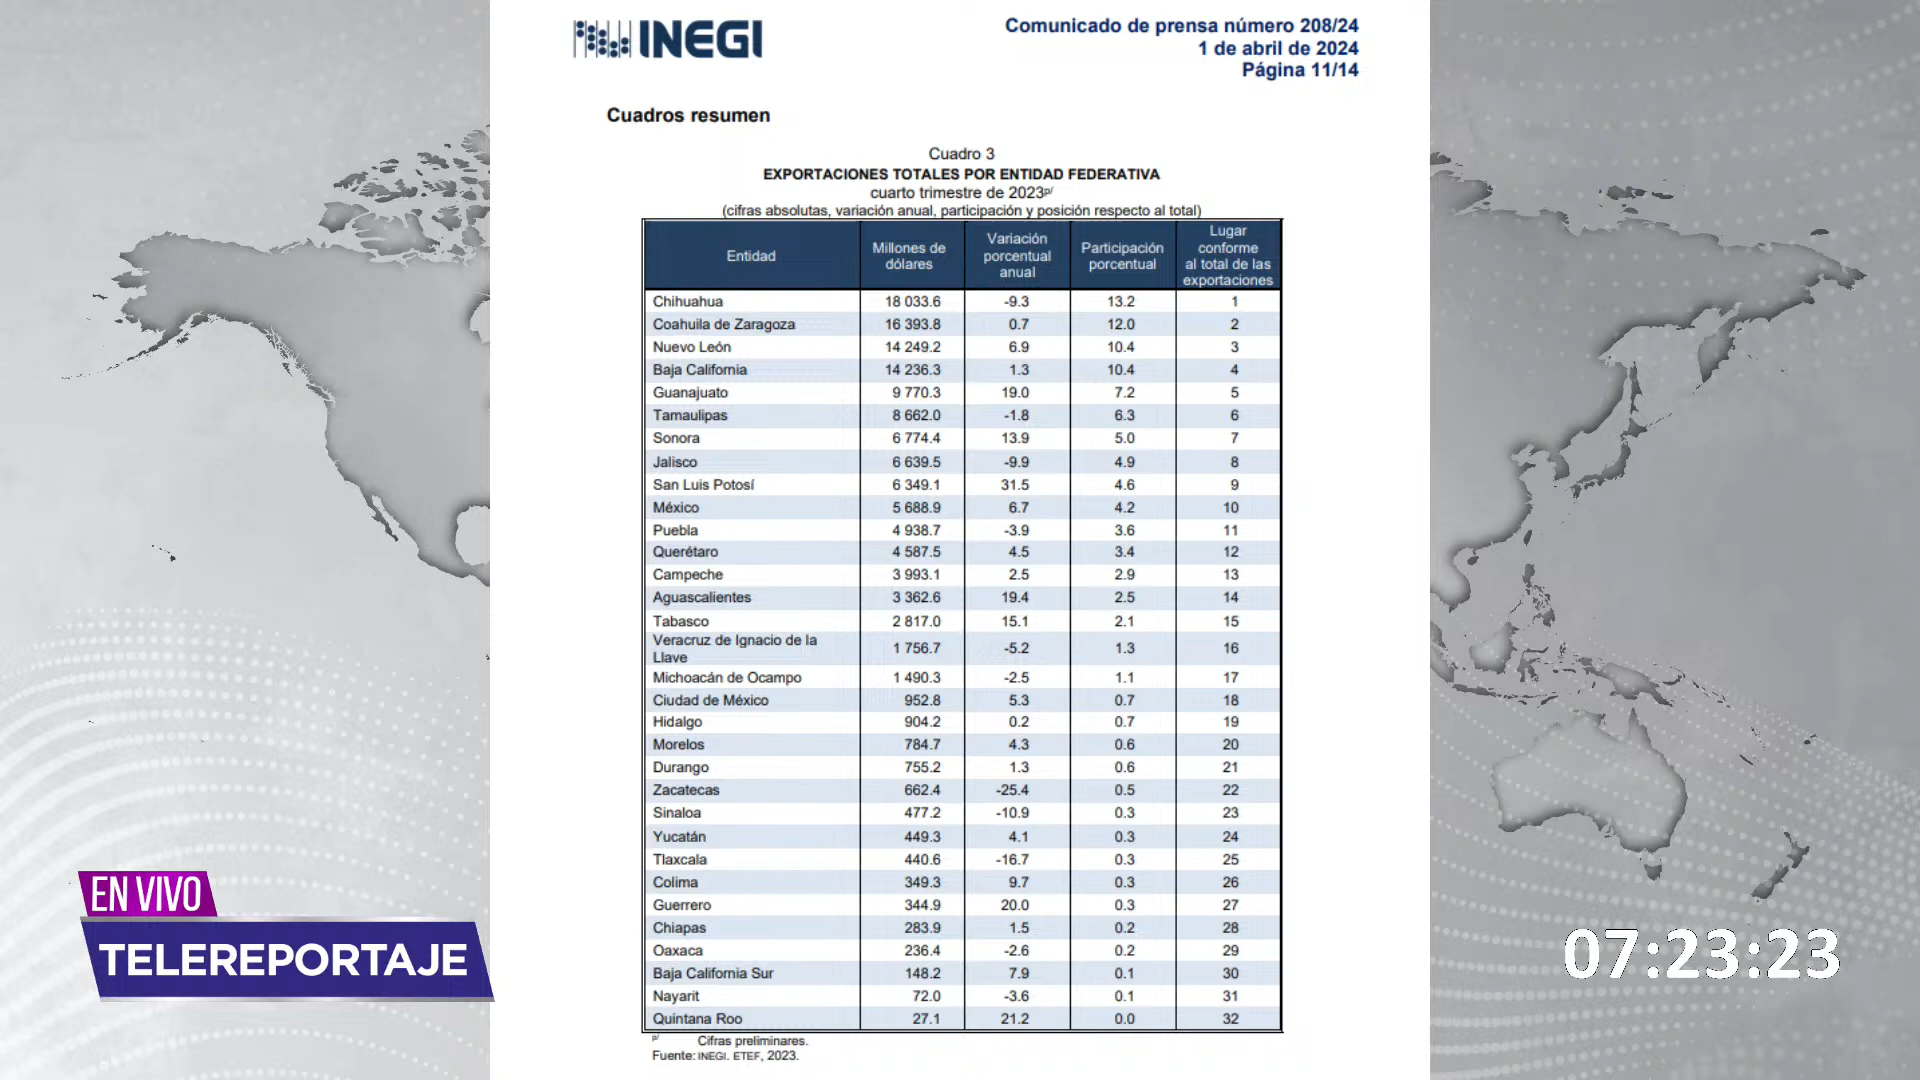 INEGI
Comunicado de prensa número 208/24
1 de abril de 2024
Página 11/14
Cuadros resumen
Cuadro 3
EXPORTACIONES TOTALES POR ENTIDAD FEDERATIVA
cuarto trimestre de 2023p/
(cifras absolutas, variación anual, participación y posición respecto al total)
Entidad Millones de dólares Variación porcentual anual Participación porcentual Lugar conforme al total de las exportaciones
Chihuahua 18 033.6 -9.3 13.2 1
Coahuila de Zaragoza 16 393.8 0.7 12.0 2
Nuevo León 14 249.2 6.9 10.4 3
Baja California 14 236.3 1.3 10.4 4
Guanajuato 9 770.3 19.0 7.2 5
Tamaulipas 8 662.0 -1.8 6.3 6
Sonora 6 774.4 13.9 5.0 7
Jalisco 6 639.5 -9.9 4.9 8
San Luis Potosí 6 349.1 31.5 4.6 9
México 5 688.9 6.7 4.2 10
Puebla 4 938.7 -3.9 3.6 11
Querétaro 4 587.5 4.5 3.4 12
Campeche 3 993.1 2.5 2.9 13
Aguascalientes 3 362.6 19.4 2.5 14
Tabasco 2 817.0 15.1 2.1 15
Veracruz de Ignacio de la Llave 1 756.7 -5.2 1.3 16
Michoacán de Ocampo 1 490.3 -2.5 1.1 17
Ciudad de México 952.8 5.3 0.7 18
Hidalgo 904.2 0.2 0.7 19
Morelos 784.7 4.3 0.6 20
Durango 755.2 1.3 0.6 21
Zacatecas 662.4 -25.4 0.5 22
Sinaloa 477.2 -10.9 0.3 23
Yucatán 449.3 4.1 0.3 24
Tlaxcala 440.6 -16.7 0.3 25
Colima 349.3 9.7 0.3 26
Guerrero 344.9 20.0 0.3 27
Chiapas 283.9 1.5 0.2 28
Oaxaca 236.4 -2.6 0.2 29
Baja California Sur 148.2 7.9 0.1 30
Nayarit 72.0 -3.6 0.1 31
Quintana Roo 27.1 21.2 0.0 32
p/ Cifras preliminares.
Fuente: INEGI. ETEF, 2023.
EN VIVO
TELEREPORTAJE
07:23:23